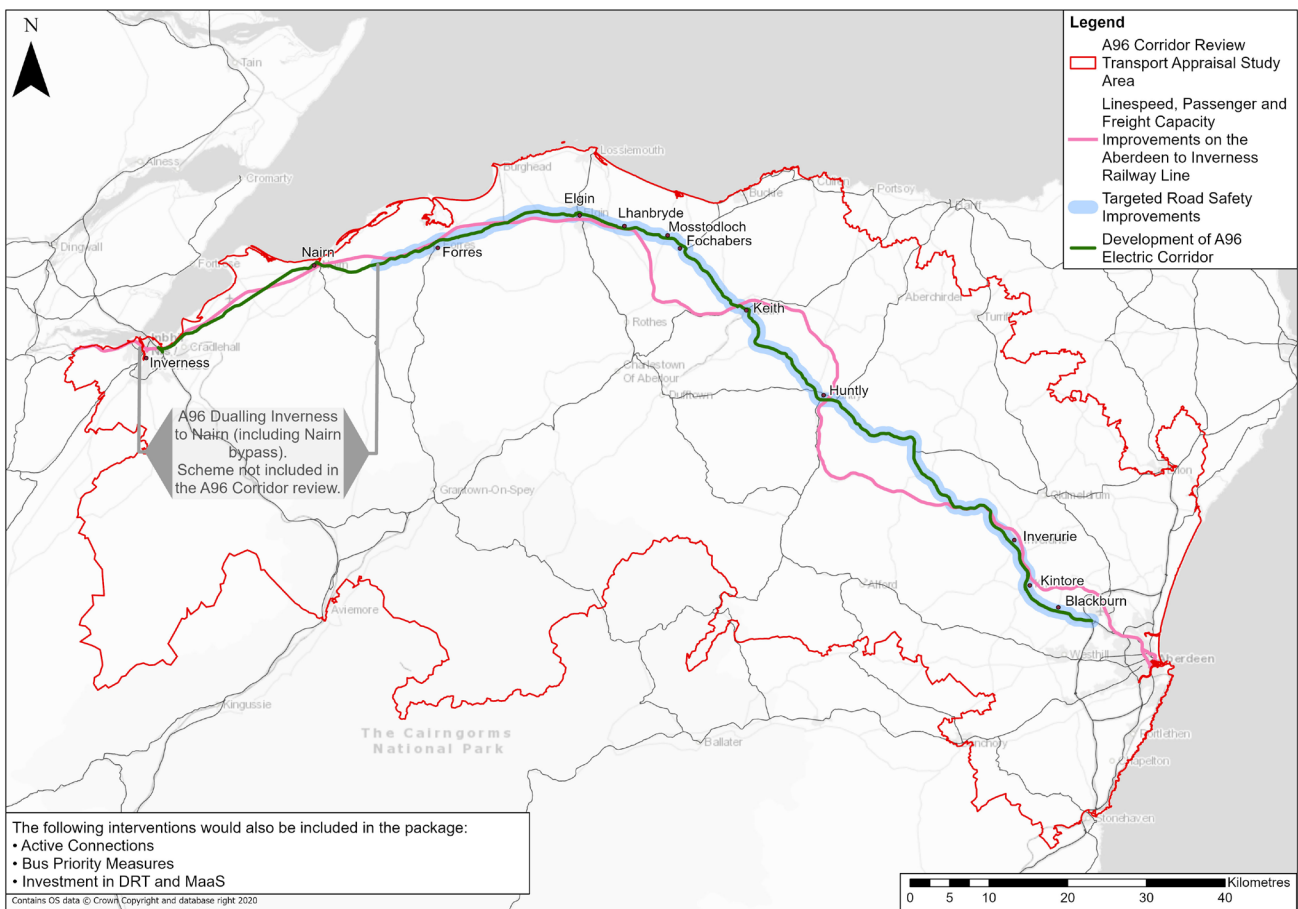 N
Legend
A96 Corridor Review
Transport Appraisal Study
Area
Linespeed, Passenger and
Freight Capacity
Improvements on the
Aberdeen to Inverness
Railway Line
Targeted Road Safety
Improvements
Development of A96
Electric Corridor
Tain
Alness
Cromarty
Dingwall
Lossiemouth
Burghead
Elgin
Lhanbryde
Mosstodloch
Fochabers
Buckie
Cullen
Portsoy
Banff
Nairn
Forres
Fortrose
Keith
Aberchirder
Rothes
Cradlehall
Inverness
Charlestown
Of Aberlour
Dufftown
Huntly
A96 Dualling Inverness
to Nairn (including Nairn
bypass).
Scheme not included in
the A96 Corridor review.
Grantown-On-Spey
Oldmeldrum
Inverurie
Kintore
Alford
Blackburn
Aviemore
Westhill
Aberdeen
Kingussie
The Cairngorms
National Park
Ballater
Banchory
Portlethen
Chapelton
Stonehaven
The following interventions would also be included in the package:
• Active Connections
• Bus Priority Measures
• Investment in DRT and MaaS
Contains OS data © Crown Copyright and database right 2020
Kilometres
0 5 10 20 30 40